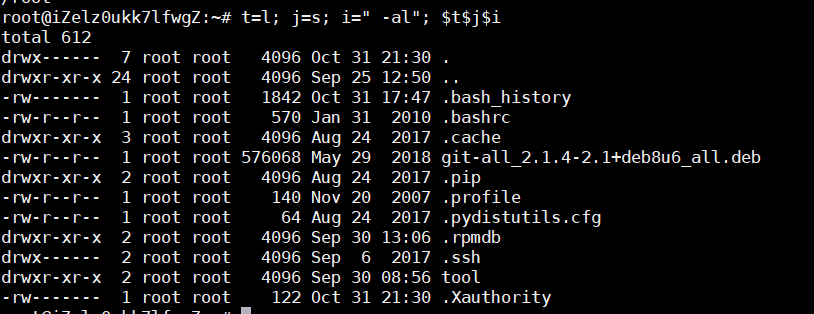 /root
root@iZelz0ukk7lfwgZ:~# t=l; j=s; i=" -al"; $t$j$i
total 612
drwx------  7 root root   4096 Oct 31 21:30 .
drwxr-xr-x 24 root root   4096 Sep 25 12:50 ..
-rw-------  1 root root   1842 Oct 31 17:47 .bash_history
-rw-r--r--  1 root root    570 Jan 31  2010 .bashrc
drwxr-xr-x  3 root root   4096 Aug 24  2017 .cache
-rw-r--r--  1 root root 576068 May 29  2018 git-all_2.1.4-2.1+deb8u6_all.deb
drwxr-xr-x  2 root root   4096 Aug 24  2017 .pip
-rw-r--r--  1 root root    140 Nov 20  2007 .profile
-rw-r--r--  1 root root     64 Aug 24  2017 .pydistutils.cfg
drwxr-xr-x  2 root root   4096 Sep 30 13:06 .rpmdb
drwx------  2 root root   4096 Sep  6  2017 .ssh
drwxr-xr-x  2 root root   4096 Sep 30 08:56 tool
-rw-------  1 root root    122 Oct 31 21:30 .Xauthority